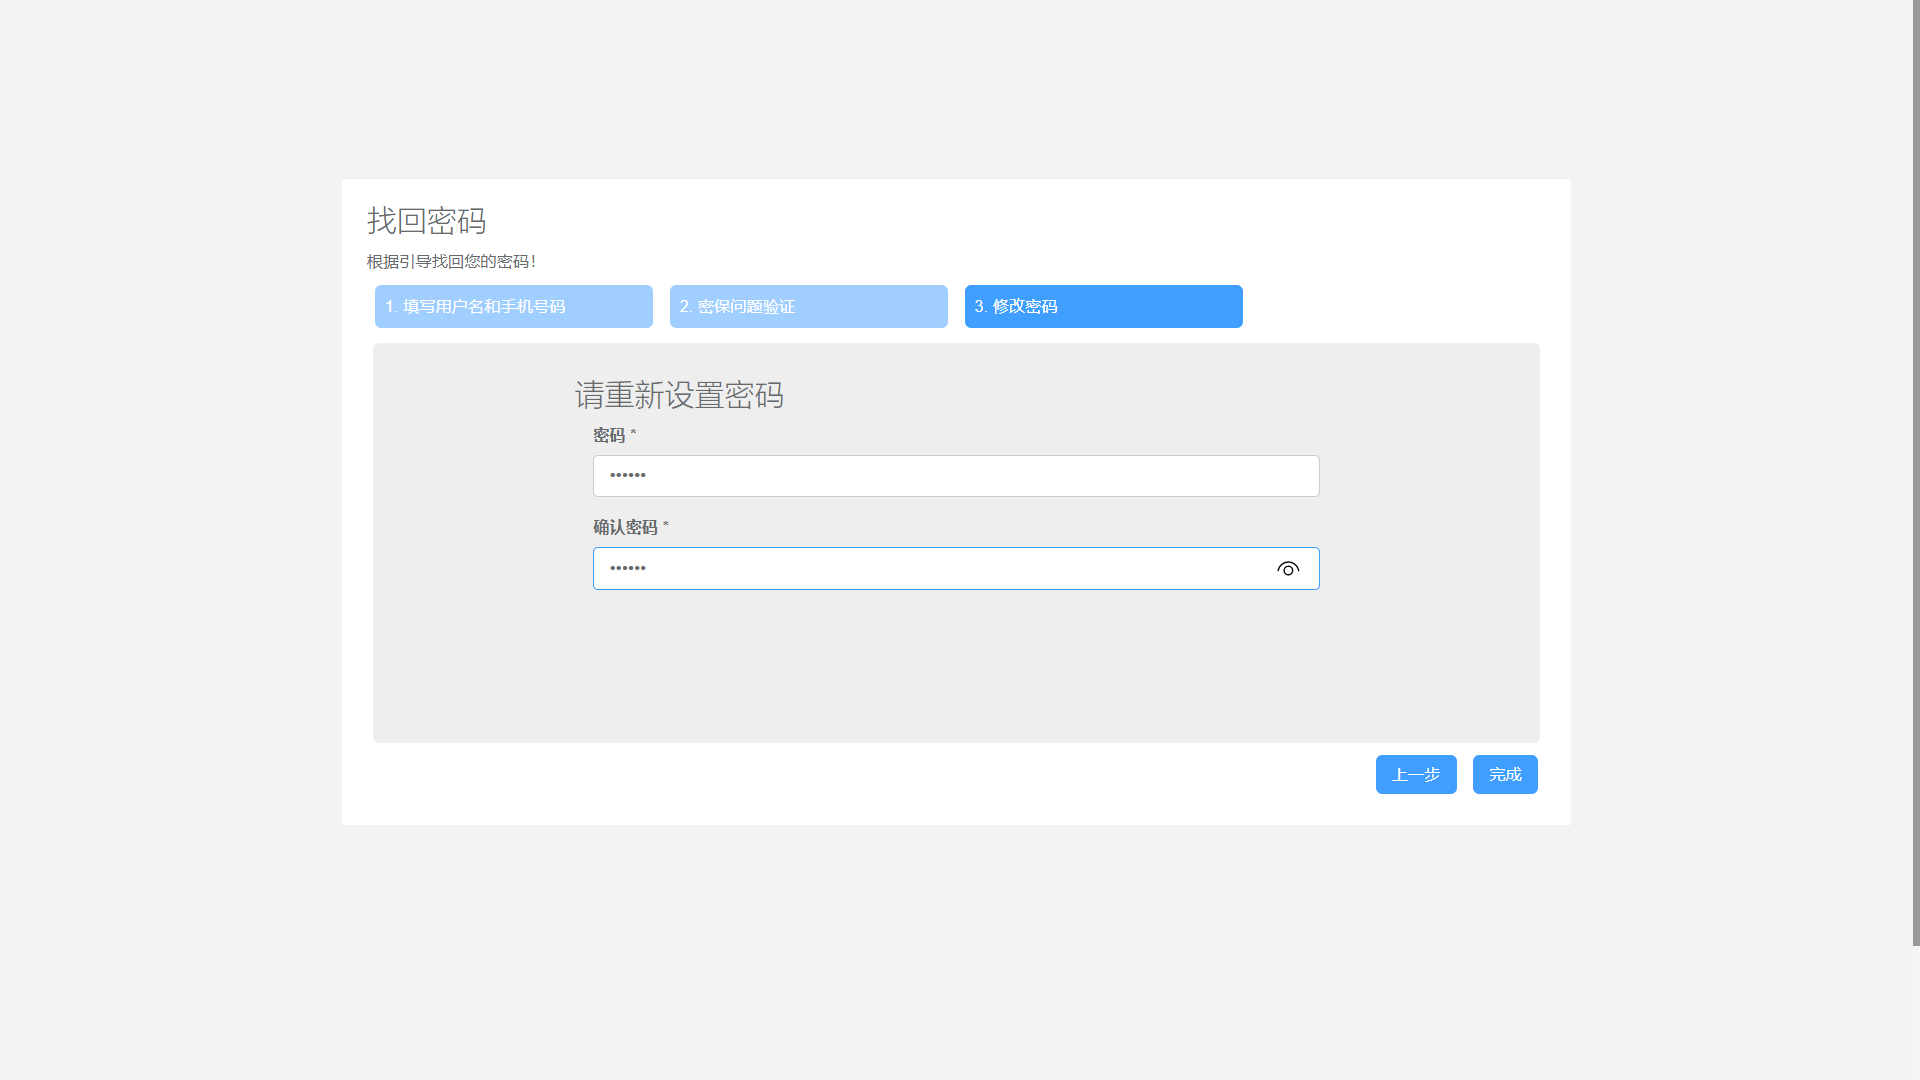 找回密码
根据引导找回您的密码！
1. 填写用户名和手机号码
2. 密保问题验证
3. 修改密码
请重新设置密码
密码 *
••••••
确认密码 *
••••••
上一步
完成